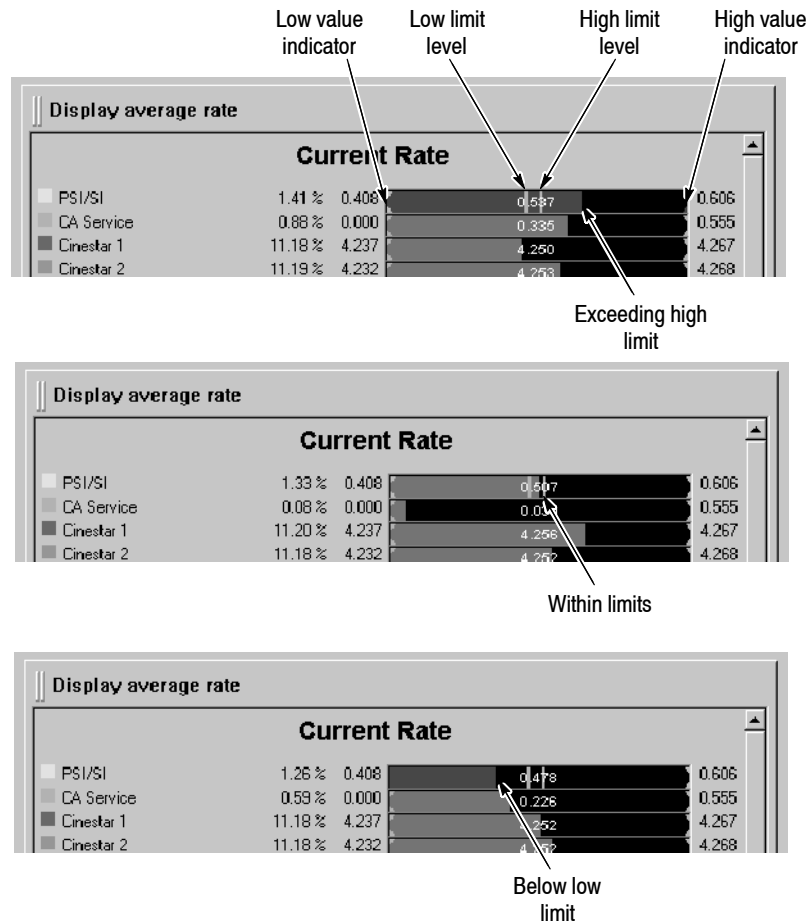 Low value indicator
Low limit level
High limit level
High value indicator
Display average rate
Current Rate
PSI/SI 1.41 % 0.408 0.537 0.606
CA Service 0.88 % 0.000 0.335 0.555
Cinestar 1 11.18 % 4.237 4.250 4.267
Cinestar 2 11.19 % 4.232 4.253 4.268
Exceeding high limit
Display average rate
Current Rate
PSI/SI 1.33 % 0.408 0.507 0.606
CA Service 0.08 % 0.000 0.555
Cinestar 1 11.20 % 4.237 4.256 4.267
Cinestar 2 11.18 % 4.232 4.252 4.268
Within limits
Display average rate
Current Rate
PSI/SI 1.26 % 0.408 0.478 0.606
CA Service 0.59 % 0.000 0.226 0.555
Cinestar 1 11.18 % 4.237 4.252 4.267
Cinestar 2 11.18 % 4.232 4.268
Below low limit